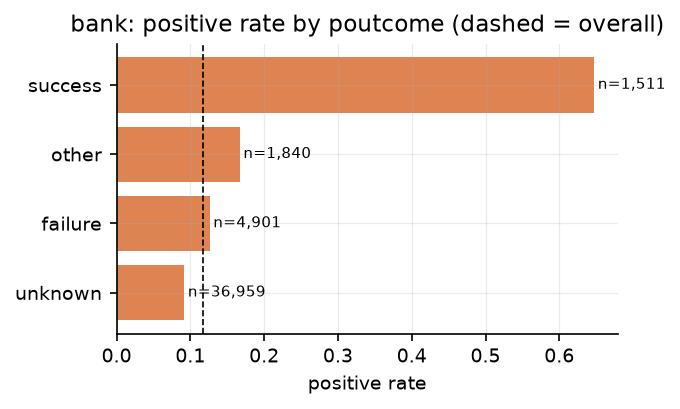 bank: positive rate by poutcome (dashed = overall)
success
n=1,511
other
n=1,840
failure
n=4,901
unknown
n=36,959
0.0 0.1 0.2 0.3 0.4 0.5 0.6
positive rate